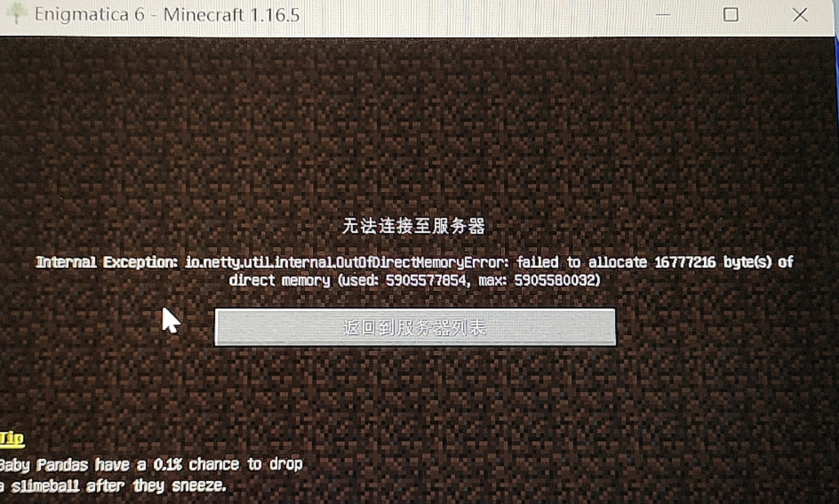 Enigmatica 6 - Minecraft 1.16.5
无法连接至服务器
Internal Exception: io.netty.util.internal.OutOfDirectMemoryError: failed to allocate 16777216 byte(s) of
direct memory (used: 5905577854, max: 5905580032)
返回到服务器列表
Tip
Baby Pandas have a 0.1% chance to drop
a slimeball after they sneeze.